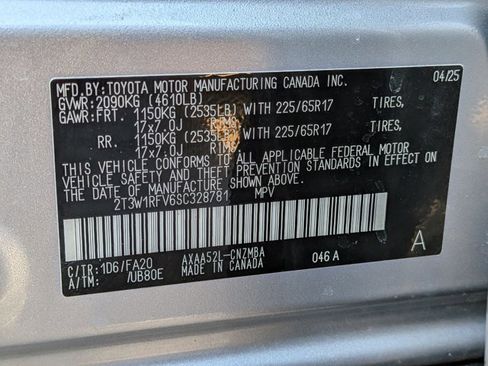 MFD.BY:TOYOTA MOTOR MANUFACTURING CANADA INC. 04/25
GVWR:2090KG (4610LB)
GAWR:FRT. 1150KG (2535LB) WITH 225/65R17 TIRES,
17x7.0J RIMS
RR. 1150KG (2535LB) WITH 225/65R17 TIRES,
17x7.0J RIM
THIS VEHICLE CONFORMS TO ALL APPLICABLE FEDERAL MOTOR
VEHICLE SAFETY AND THEFT PREVENTION STANDARDS IN EFFECT
ON THE DATE OF MANUFACTURE SHOWN ABOVE.
2T3W1RFV6SC328781 MPV
A
C/TR:1D6/FA20 AXAA52L-CNZMBA 046 A
A/TM: /UB80E MADE IN CANADA